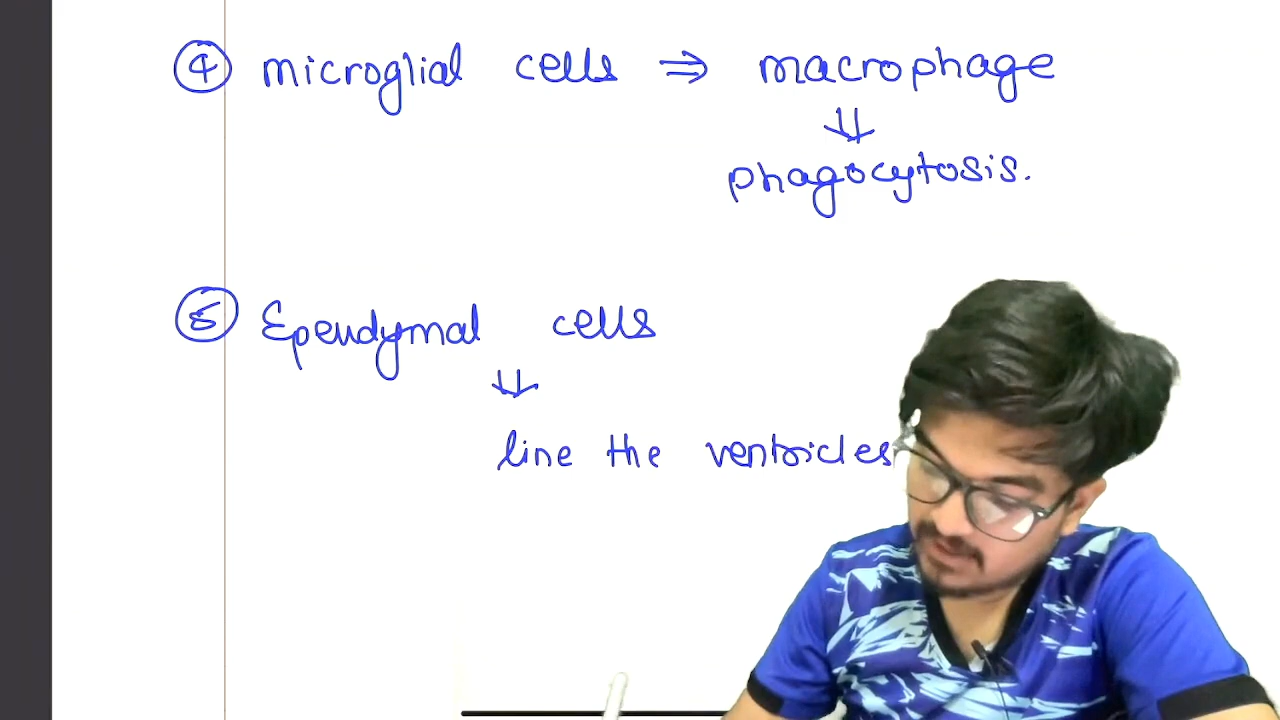 ④ microglial cells ⇒ macrophage
⇓
phagocytosis.
⑤ Ependymal cells
⇓
line the ventricles